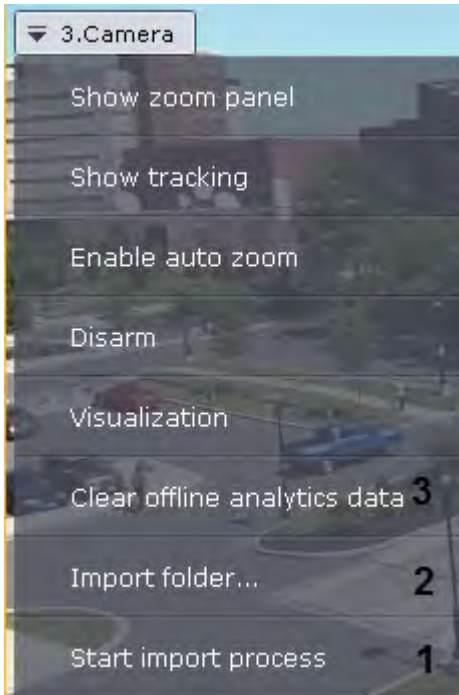 3.Camera
Show zoom panel
Show tracking
Enable auto zoom
Disarm
Visualization
Clear offline analytics data 3
Import folder... 2
Start import process 1